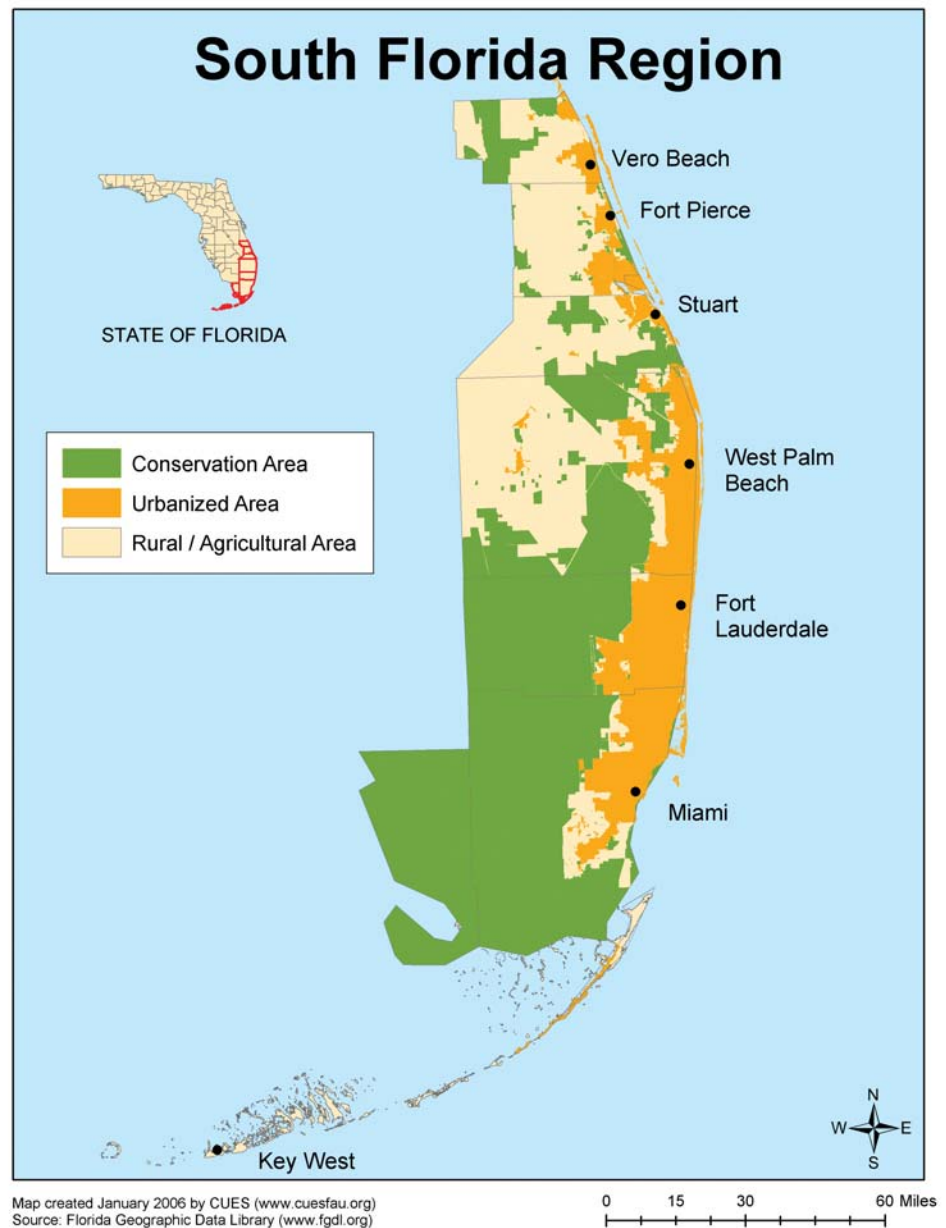 South Florida Region
Vero Beach
Fort Pierce
Stuart
STATE OF FLORIDA
Conservation Area
Urbanized Area
Rural / Agricultural Area
West Palm
Beach
Fort
Lauderdale
Miami
Key West
N
W E
S
Map created January 2006 by CUES (www.cuesfau.org)
Source: Florida Geographic Data Library (www.fgdl.org)
0 15 30 60 Miles